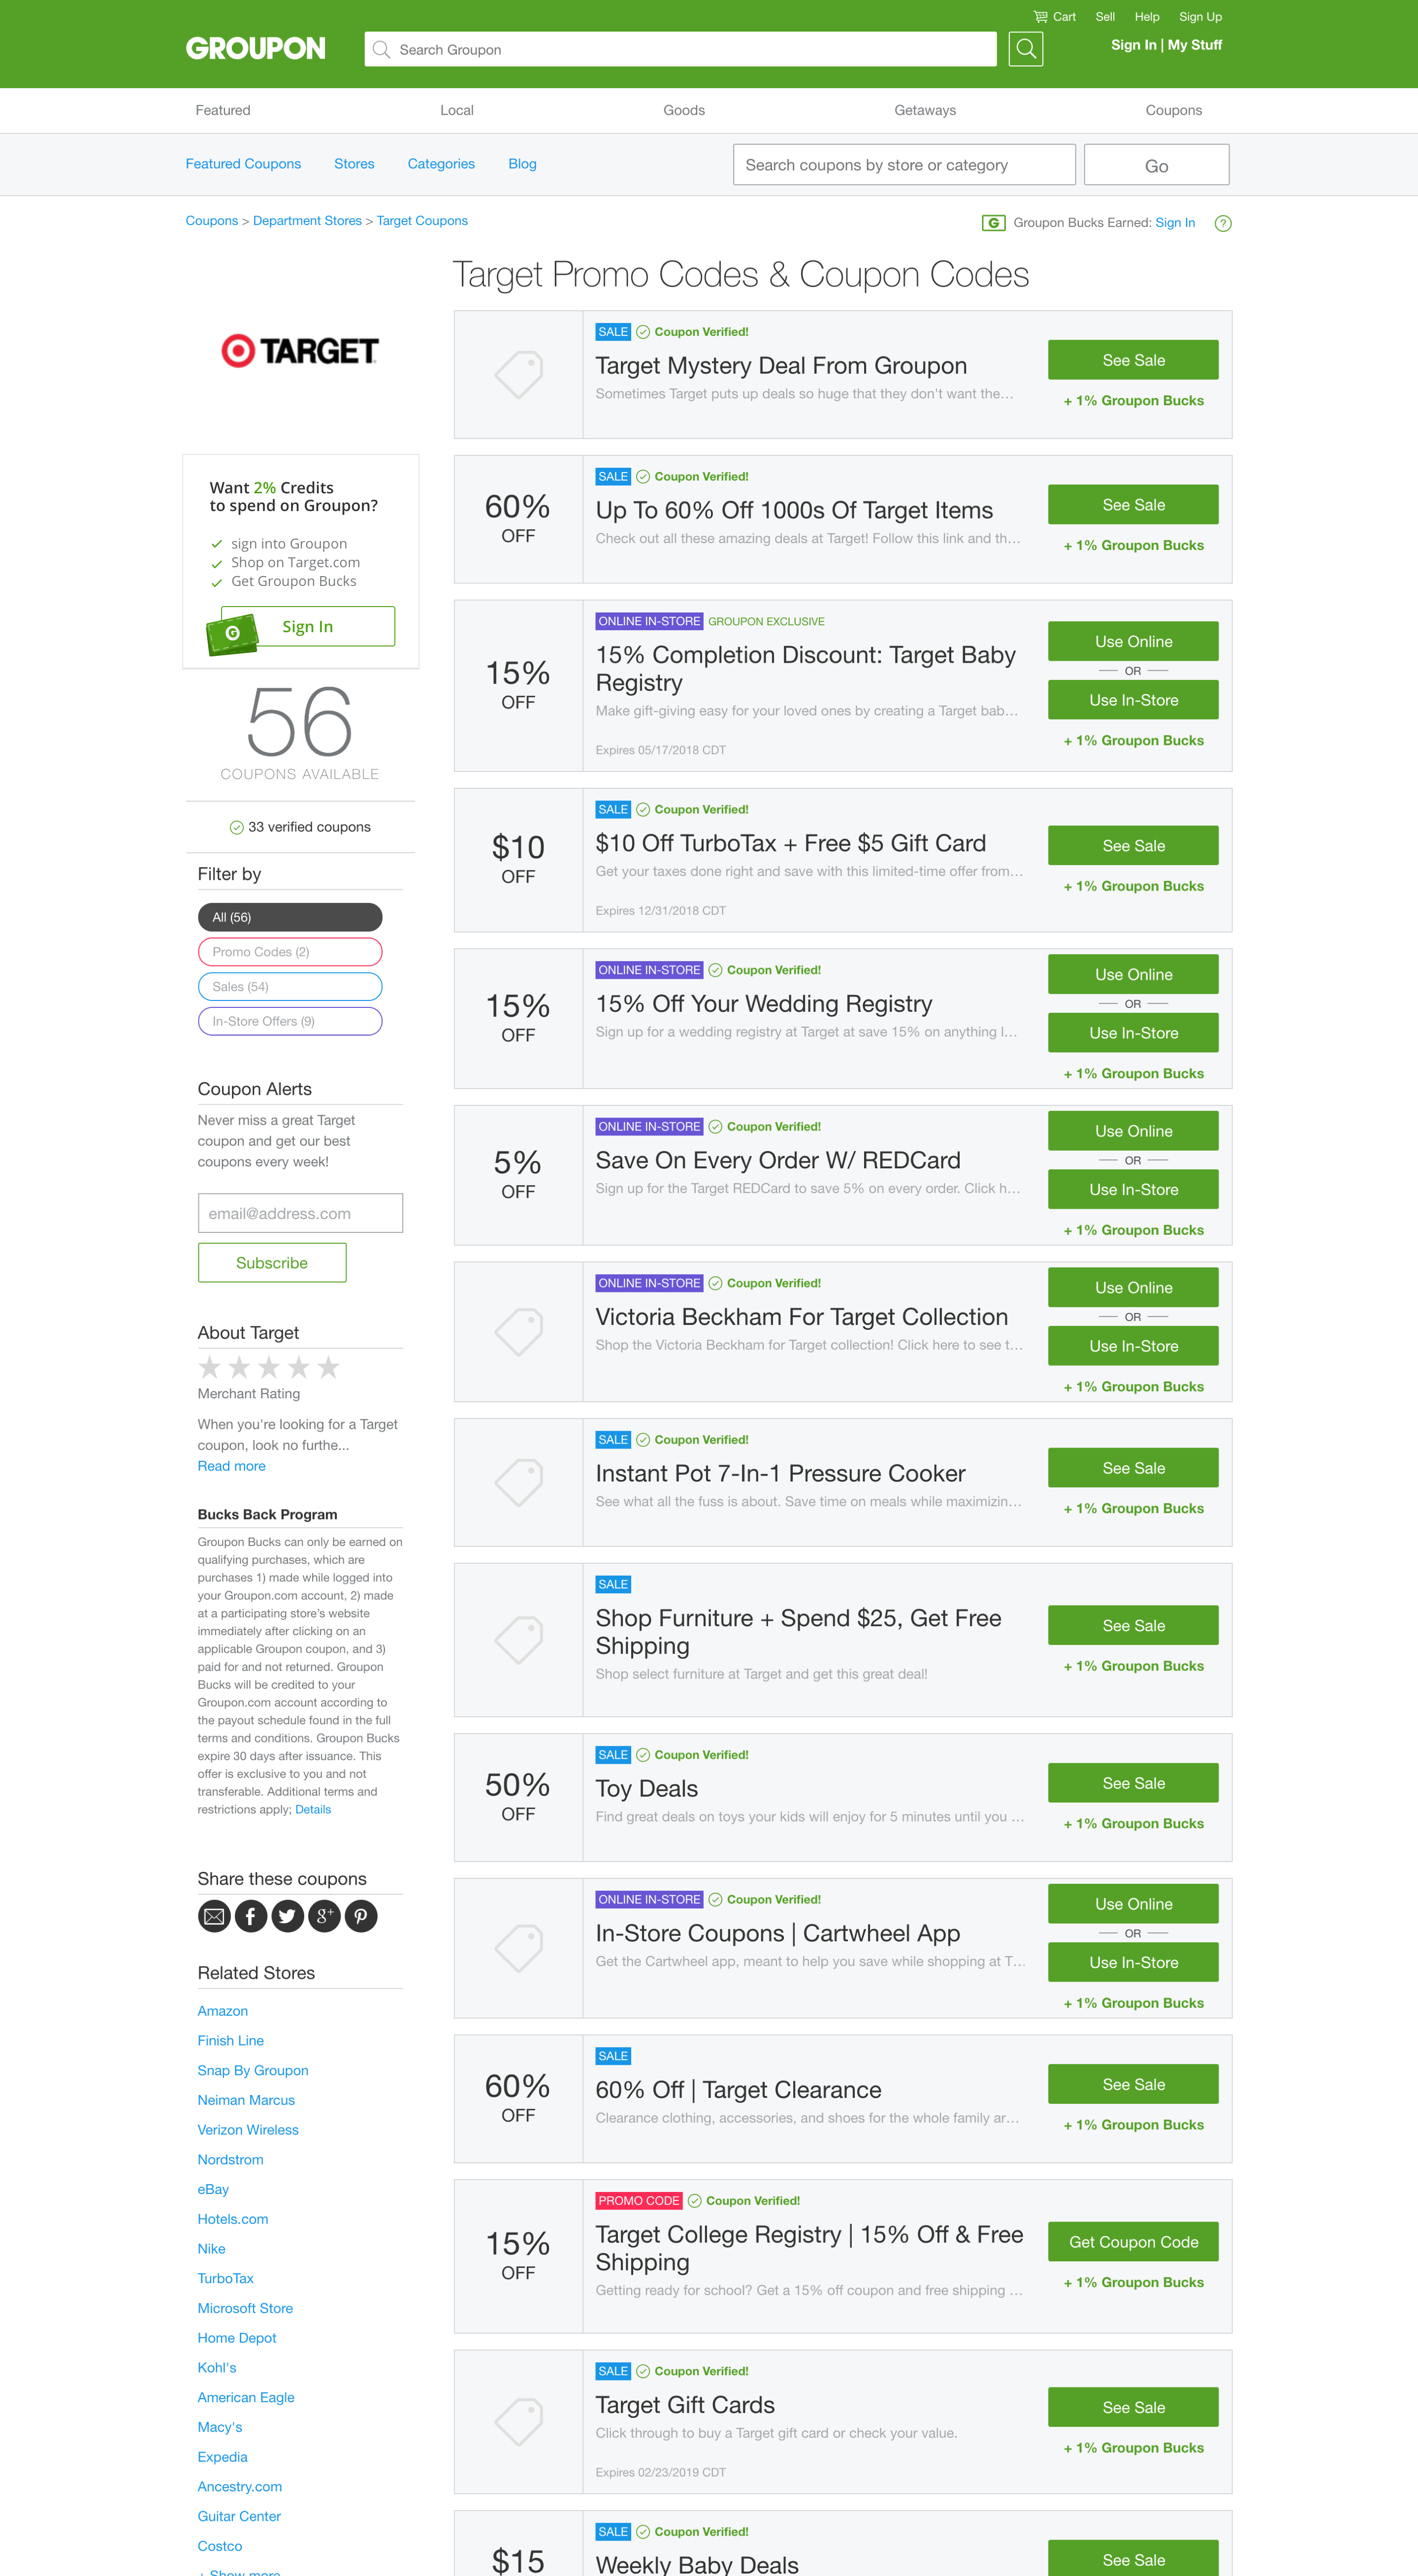 Cart Sell Help Sign Up
GROUPON
Search Groupon
Sign In | My Stuff
Featured Local Goods Getaways Coupons
Featured Coupons Stores Categories Blog
Search coupons by store or category
Go
Coupons > Department Stores > Target Coupons
Groupon Bucks Earned: Sign In ?
TARGET
Want 2% Credits
to spend on Groupon?
sign into Groupon
Shop on Target.com
Get Groupon Bucks
G
Sign In
56
COUPONS AVAILABLE
33 verified coupons
Filter by
All (56)
Promo Codes (2)
Sales (54)
In-Store Offers (9)
Coupon Alerts
Never miss a great Target
coupon and get our best
coupons every week!
email@address.com
Subscribe
About Target
Merchant Rating
When you're looking for a Target
coupon, look no furthe...
Read more
Bucks Back Program
Groupon Bucks can only be earned on
qualifying purchases, which are
purchases 1) made while logged into
your Groupon.com account, 2) made
at a participating store's website
immediately after clicking on an
applicable Groupon coupon, and 3)
paid for and not returned. Groupon
Bucks will be credited to your
Groupon.com account according to
the payout schedule found in the full
terms and conditions. Groupon Bucks
expire 30 days after issuance. This
offer is exclusive to you and not
transferable. Additional terms and
restrictions apply; Details
Share these coupons
Related Stores
Amazon
Finish Line
Snap By Groupon
Neiman Marcus
Verizon Wireless
Nordstrom
eBay
Hotels.com
Nike
TurboTax
Microsoft Store
Home Depot
Kohl's
American Eagle
Macy's
Expedia
Ancestry.com
Guitar Center
Costco
+ Show more
Target Promo Codes & Coupon Codes
SALE Coupon Verified!
Target Mystery Deal From Groupon
Sometimes Target puts up deals so huge that they don't want the…
See Sale
+ 1% Groupon Bucks
60%
OFF
SALE Coupon Verified!
Up To 60% Off 1000s Of Target Items
Check out all these amazing deals at Target! Follow this link and th…
See Sale
+ 1% Groupon Bucks
15%
OFF
ONLINE IN-STORE GROUPON EXCLUSIVE
15% Completion Discount: Target Baby
Registry
Make gift-giving easy for your loved ones by creating a Target bab…
Expires 05/17/2018 CDT
Use Online
OR
Use In-Store
+ 1% Groupon Bucks
$10
OFF
SALE Coupon Verified!
$10 Off TurboTax + Free $5 Gift Card
Get your taxes done right and save with this limited-time offer from…
Expires 12/31/2018 CDT
See Sale
+ 1% Groupon Bucks
15%
OFF
ONLINE IN-STORE Coupon Verified!
15% Off Your Wedding Registry
Sign up for a wedding registry at Target at save 15% on anything l…
Use Online
OR
Use In-Store
+ 1% Groupon Bucks
5%
OFF
ONLINE IN-STORE Coupon Verified!
Save On Every Order W/ REDCard
Sign up for the Target REDCard to save 5% on every order. Click h…
Use Online
OR
Use In-Store
+ 1% Groupon Bucks
ONLINE IN-STORE Coupon Verified!
Victoria Beckham For Target Collection
Shop the Victoria Beckham for Target collection! Click here to see t…
Use Online
OR
Use In-Store
+ 1% Groupon Bucks
SALE Coupon Verified!
Instant Pot 7-In-1 Pressure Cooker
See what all the fuss is about. Save time on meals while maximizin…
See Sale
+ 1% Groupon Bucks
SALE
Shop Furniture + Spend $25, Get Free
Shipping
Shop select furniture at Target and get this great deal!
See Sale
+ 1% Groupon Bucks
50%
OFF
SALE Coupon Verified!
Toy Deals
Find great deals on toys your kids will enjoy for 5 minutes until you …
See Sale
+ 1% Groupon Bucks
ONLINE IN-STORE Coupon Verified!
In-Store Coupons | Cartwheel App
Get the Cartwheel app, meant to help you save while shopping at T…
Use Online
OR
Use In-Store
+ 1% Groupon Bucks
60%
OFF
SALE
60% Off | Target Clearance
Clearance clothing, accessories, and shoes for the whole family ar…
See Sale
+ 1% Groupon Bucks
15%
OFF
PROMO CODE Coupon Verified!
Target College Registry | 15% Off & Free
Shipping
Getting ready for school? Get a 15% off coupon and free shipping …
Get Coupon Code
+ 1% Groupon Bucks
SALE Coupon Verified!
Target Gift Cards
Click through to buy a Target gift card or check your value.
Expires 02/23/2019 CDT
See Sale
+ 1% Groupon Bucks
$15
SALE Coupon Verified!
Weekly Baby Deals
See Sale